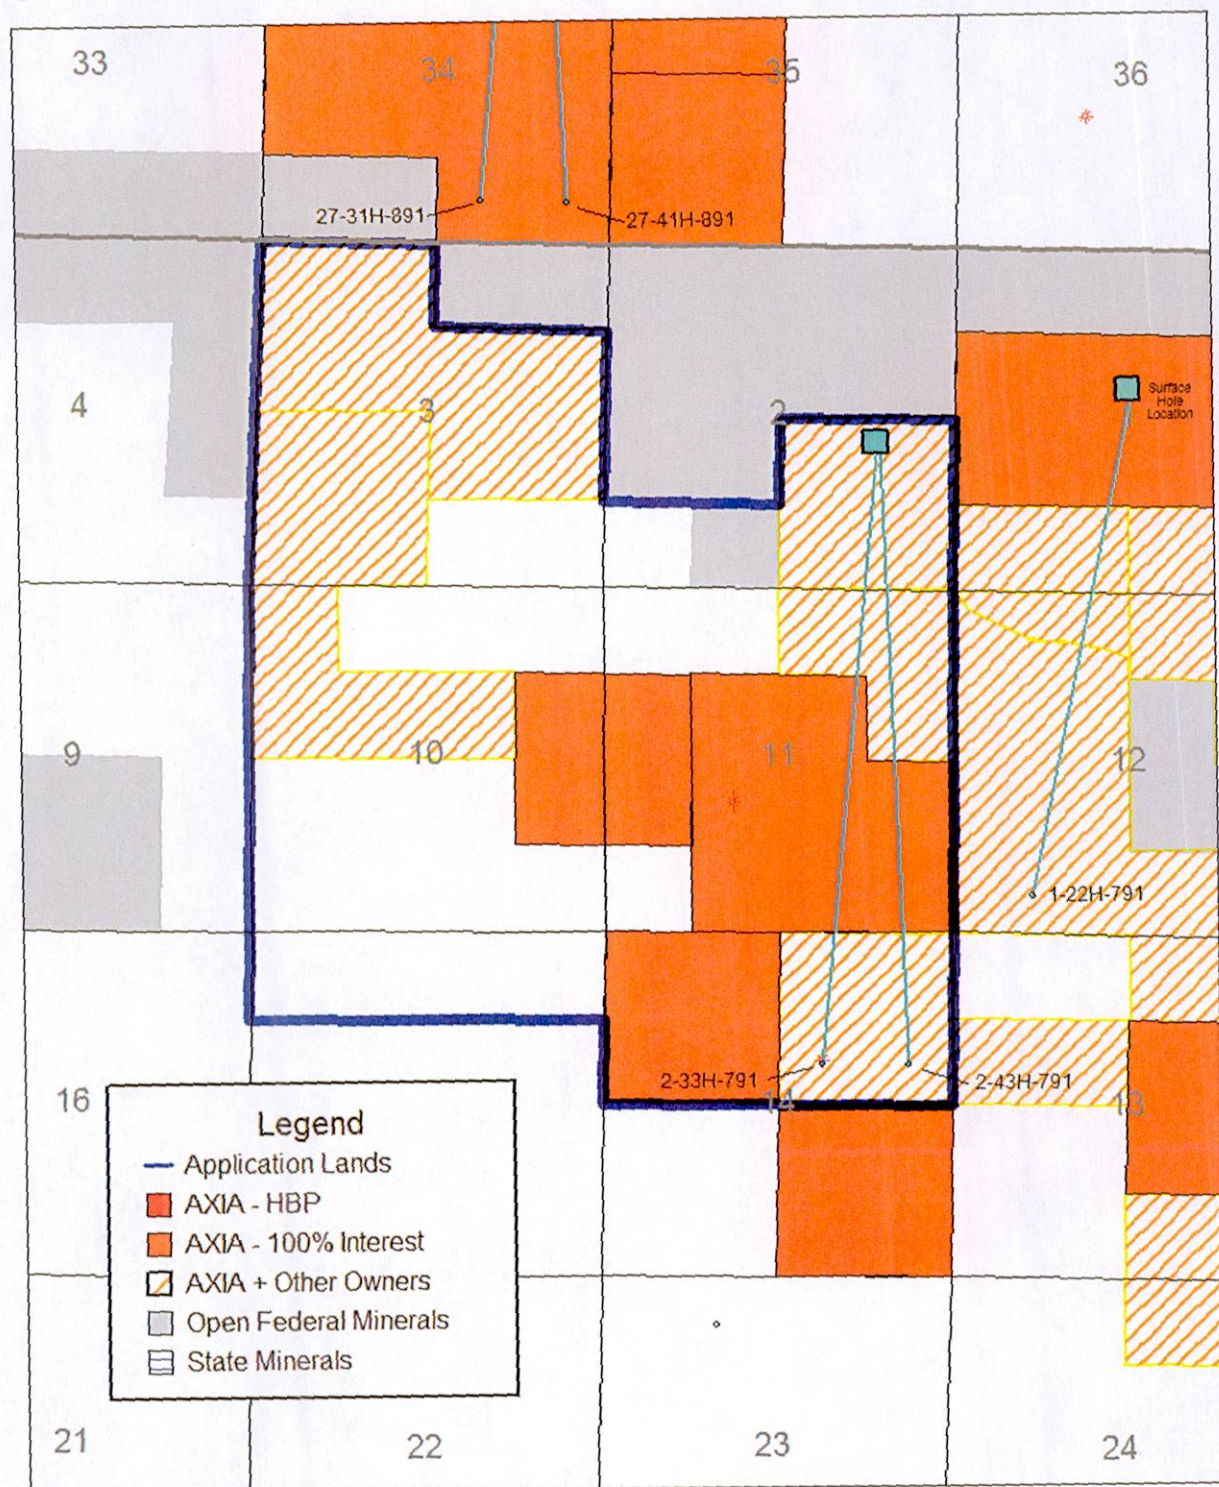 33
34
35
36
27-31H-891
27-41H-891
4
3
2
Surface
Hole
Location
9
10
11
12
1-22H-791
2-33H-791
2-43H-791
16
14
13
Legend
Application Lands
AXIA - HBP
AXIA - 100% Interest
AXIA + Other Owners
Open Federal Minerals
State Minerals
21
22
23
24